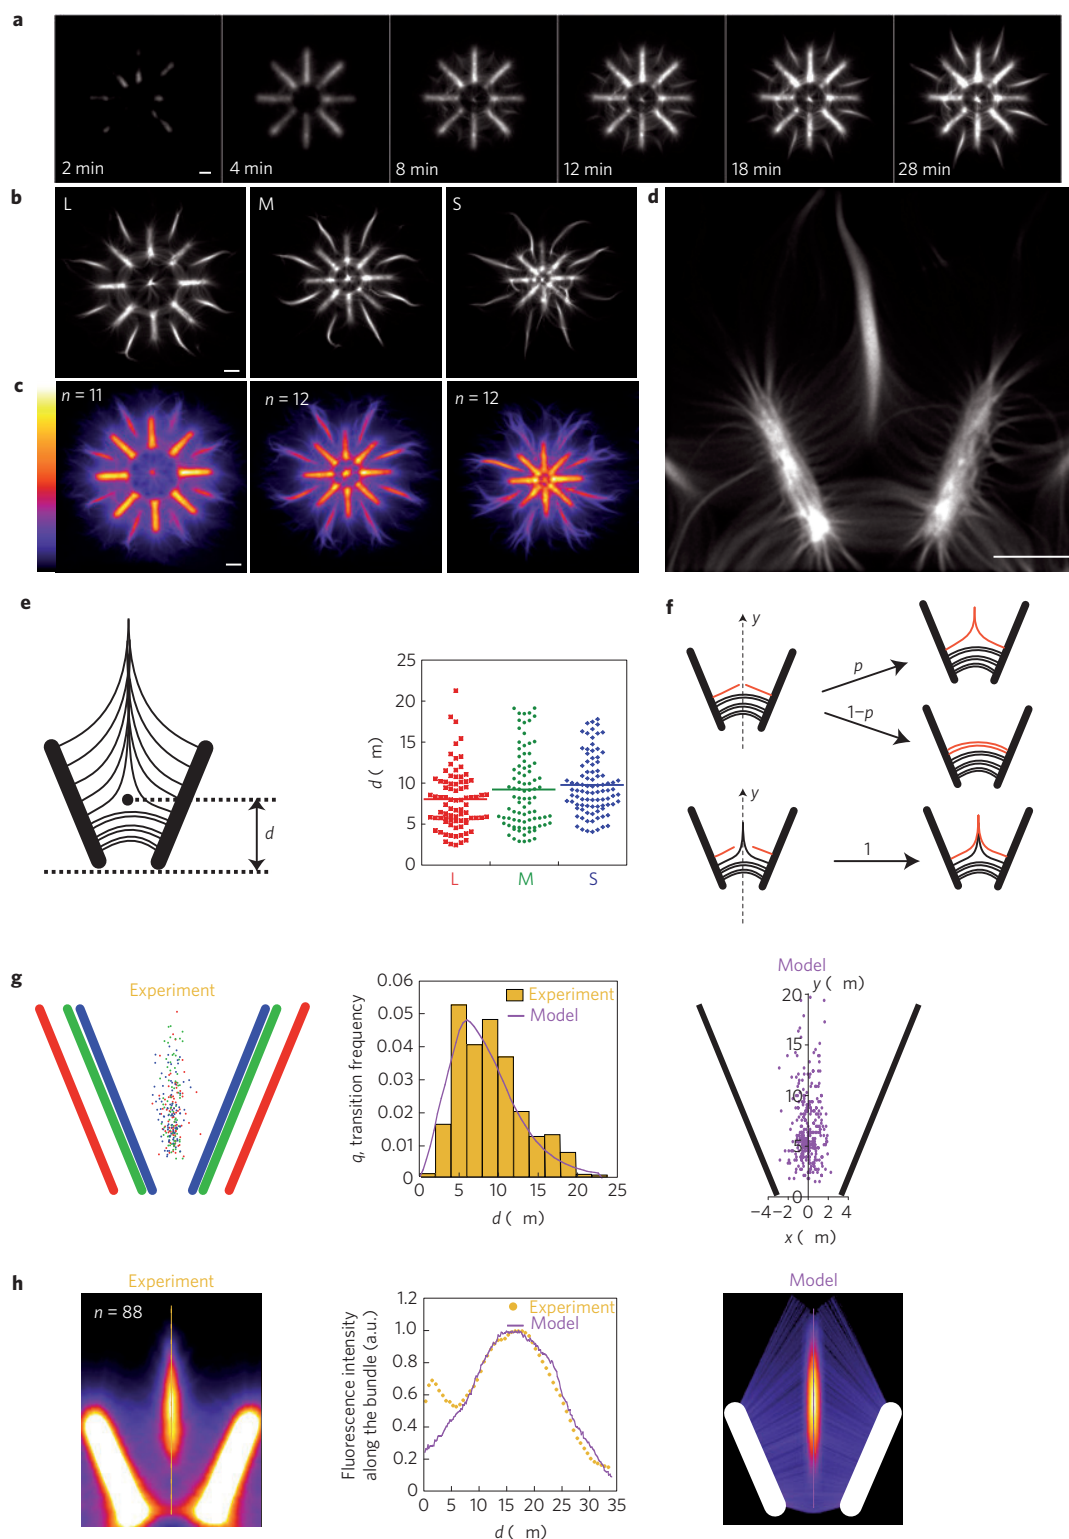 a
2 min
4 min
8 min
12 min
18 min
28 min
b
L
M
S
c
n = 11
n = 12
n = 12
d
e
d
25
20
15
10
5
0
d ( m)
L
M
S
f
y
p
1−p
y
1
g
Experiment
0.06
0.05
0.04
0.03
0.02
0.01
0
q, transition frequency
Experiment
Model
0
5
10
15
20
25
d ( m)
Model
y ( m)
20
15
10
5
0
−4 −2 0 2 4
x ( m)
h
Experiment
n = 88
1.2
1.0
0.8
0.6
0.4
0.2
0
Fluorescence intensity
along the bundle (a.u.)
Experiment
Model
0 5 10 15 20 25 30 35
d ( m)
Model